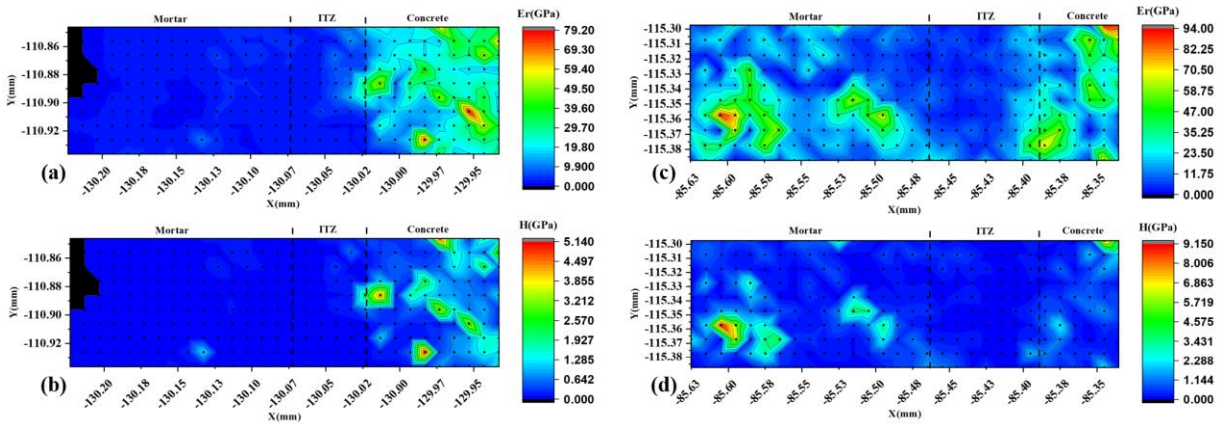 Mortar ITZ Concrete Er(GPa)
79.20
59.40
49.60
29.70
19.80
9.900
0.000
Y(mm)
-110.86
-110.88
-110.90
-110.92
(a)
-130.20 -130.18 -130.15 -130.13 -130.10 -130.07 -130.05 -130.02 -130.00 -129.97 -129.95
X(mm)
Mortar ITZ Concrete H(GPa)
5.140
4.497
3.855
3.212
2.570
1.927
1.285
0.642
0.000
Y(mm)
-110.86
-110.88
-110.90
-110.92
(b)
-130.20 -130.18 -130.15 -130.13 -130.10 -130.07 -130.05 -130.02 -130.00 -129.97 -129.95
X(mm)
Mortar ITZ Concrete Er(GPa)
94.00
82.25
70.50
58.75
47.00
35.25
23.50
11.75
0.000
Y(mm)
-115.30
-115.31
-115.33
-115.34
-115.35
-115.36
-115.37
-115.38
(c)
-85.63 -85.60 -85.58 -85.55 -85.53 -85.50 -85.48 -85.45 -85.43 -85.40 -85.38 -85.35
X(mm)
Mortar ITZ Concrete H(GPa)
9.150
8.006
6.863
5.719
4.575
3.431
2.288
1.144
0.000
Y(mm)
-115.30
-115.32
-115.33
-115.34
-115.35
-115.36
-115.38
(d)
-85.63 -85.60 -85.58 -85.55 -85.53 -85.50 -85.48 -85.45 -85.43 -85.40 -85.38 -85.35
X(mm)